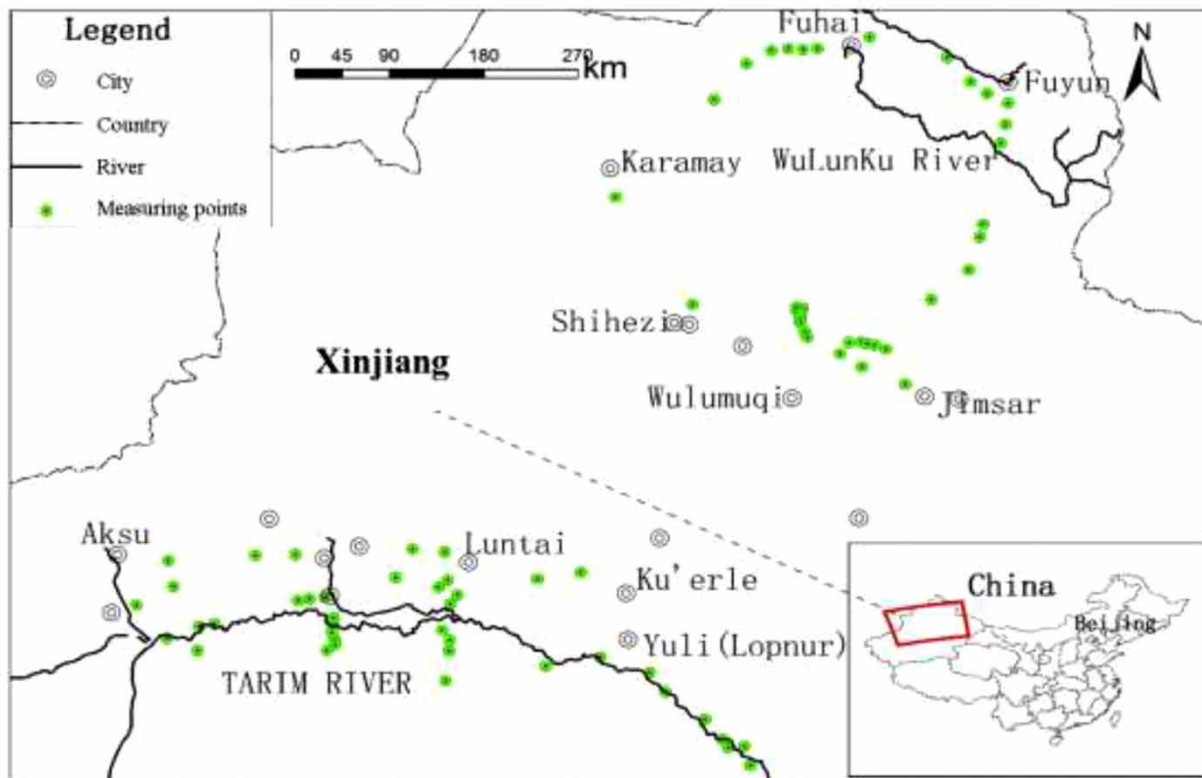 Legend
City
Country
River
Measuring points
0 45 90 180 270
km
N
Fuhai
Fuyun
Karamay
WuLunKu River
Shihezi
Xinjiang
Wulumuqi
Jimsar
Aksu
Luntai
Ku'erle
Yuli(Lopnur)
TARIM RIVER
China
Beijing